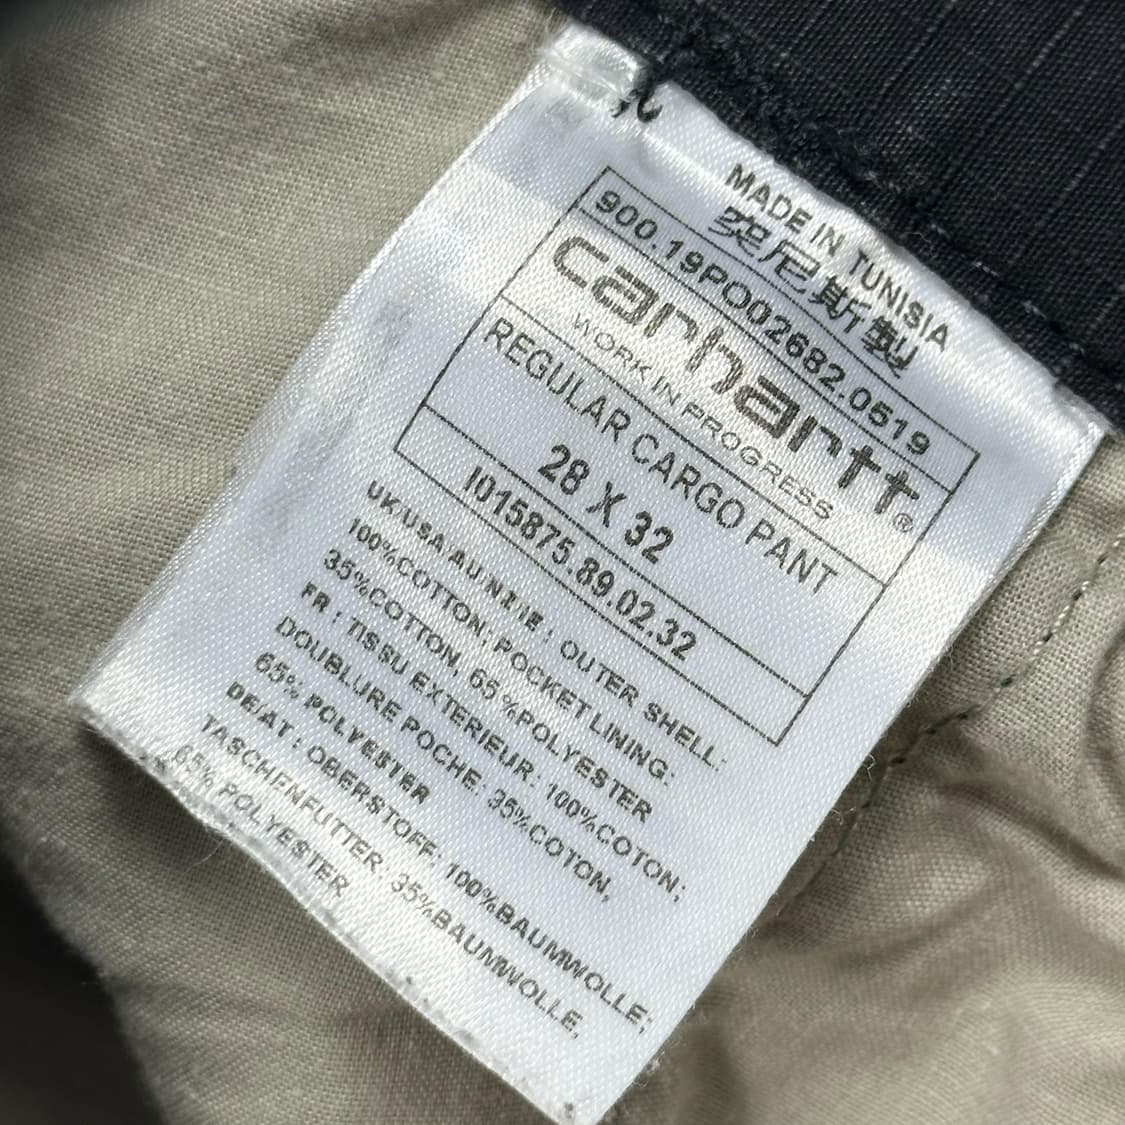 MADE IN TUNISIA
突尼斯製
900.19PO02682.0519
carhartt®
WORK IN PROGRESS
REGULAR CARGO PANT
28 X 32
I015875.89.02.32
UK/USA/AU/NZ/IE : OUTER SHELL:
100%COTTON; POCKET LINING:
35%COTTON, 65%POLYESTER
FR : TISSU EXTERIEUR: 100%COTON;
DOUBLURE POCHE: 35%COTON,
65% POLYESTER
DE/AT : OBERSTOFF: 100%BAUMWOLLE;
TASCHENFUTTER: 35%BAUMWOLLE,
65% POLYESTER